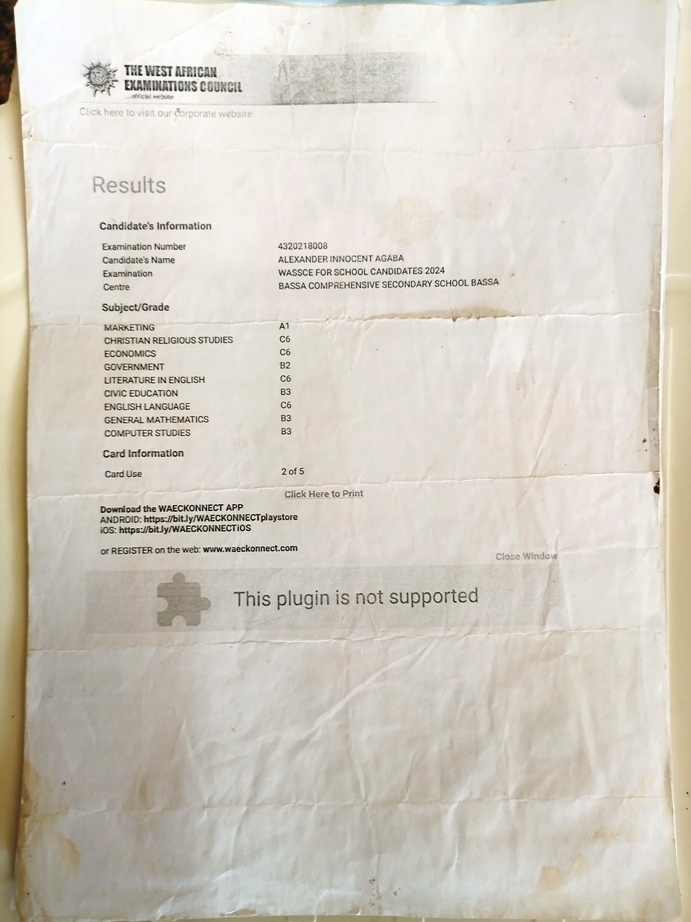 THE WEST AFRICAN
EXAMINATIONS COUNCIL
...official website
Click here to visit our corporate website
Results
Candidate's Information
Examination Number 4320218008
Candidate's Name ALEXANDER INNOCENT AGABA
Examination WASSCE FOR SCHOOL CANDIDATES 2024
Centre BASSA COMPREHENSIVE SECONDARY SCHOOL BASSA
Subject/Grade
MARKETING A1
CHRISTIAN RELIGIOUS STUDIES C6
ECONOMICS C6
GOVERNMENT B2
LITERATURE IN ENGLISH C6
CIVIC EDUCATION B3
ENGLISH LANGUAGE C6
GENERAL MATHEMATICS B3
COMPUTER STUDIES B3
Card Information
Card Use 2 of 5
Click Here to Print
Download the WAECKONNECT APP
ANDROID: https://bit.ly/WAECKONNECTplaystore
iOS: https://bit.ly/WAECKONNECTiOS
or REGISTER on the web: www.waeckonnect.com
Close Window
This plugin is not supported